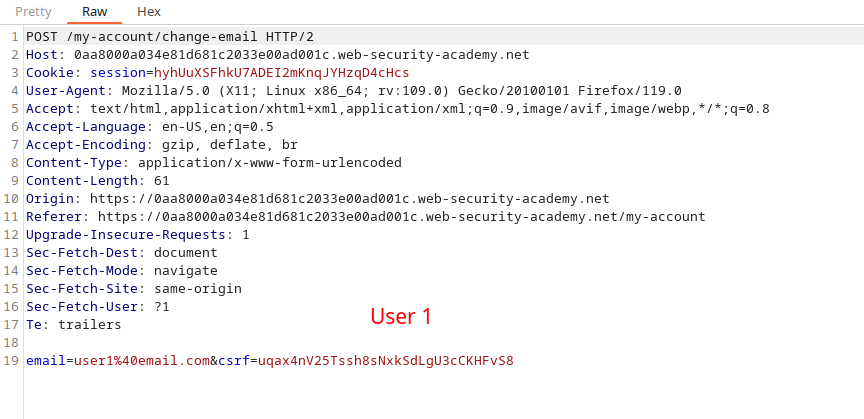 Pretty Raw Hex
1 POST /my-account/change-email HTTP/2
2 Host: 0aa8000a034e81d681c2033e00ad001c.web-security-academy.net
3 Cookie: session=hyhUuXSFhkU7ADEI2mKnqJYHzqD4cHcs
4 User-Agent: Mozilla/5.0 (X11; Linux x86_64; rv:109.0) Gecko/20100101 Firefox/119.0
5 Accept: text/html,application/xhtml+xml,application/xml;q=0.9,image/avif,image/webp,*/*;q=0.8
6 Accept-Language: en-US,en;q=0.5
7 Accept-Encoding: gzip, deflate, br
8 Content-Type: application/x-www-form-urlencoded
9 Content-Length: 61
10 Origin: https://0aa8000a034e81d681c2033e00ad001c.web-security-academy.net
11 Referer: https://0aa8000a034e81d681c2033e00ad001c.web-security-academy.net/my-account
12 Upgrade-Insecure-Requests: 1
13 Sec-Fetch-Dest: document
14 Sec-Fetch-Mode: navigate
15 Sec-Fetch-Site: same-origin
16 Sec-Fetch-User: ?1
User 1
17 Te: trailers
18
19 email=user1%40email.com&csrf=uqax4nV25Tssh8sNxkSdLgU3cCKHFvS8